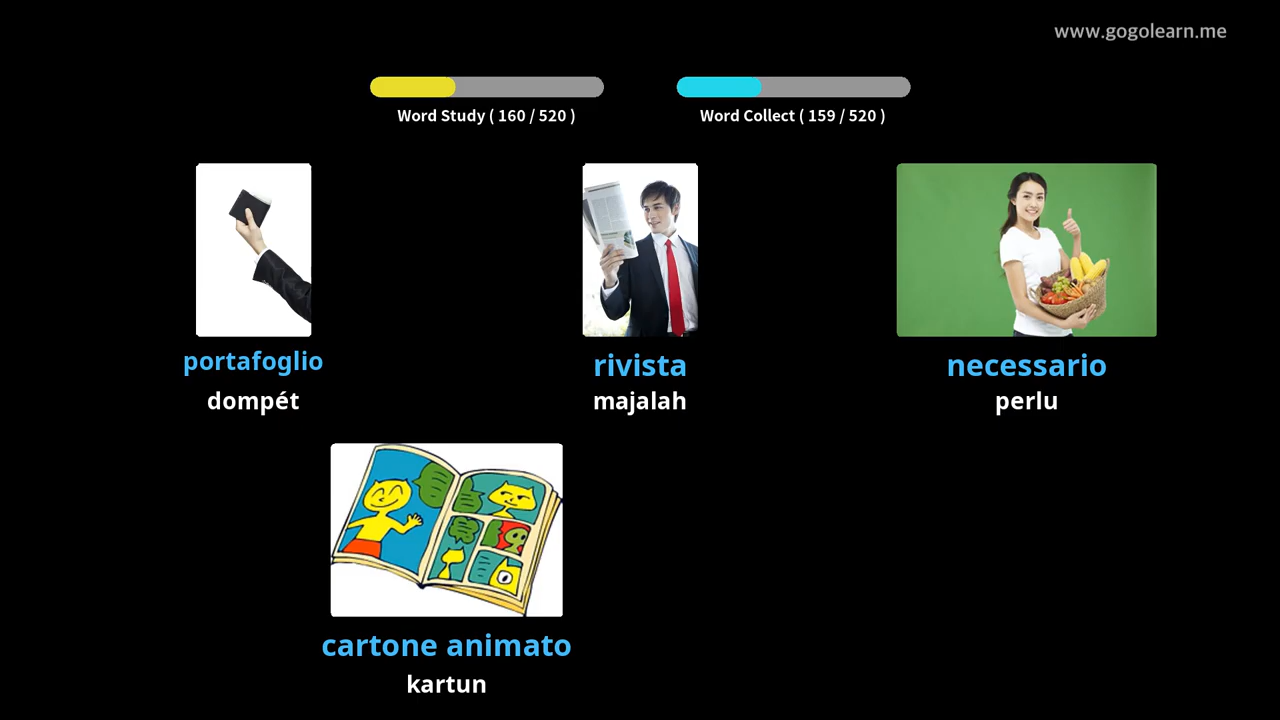 www.gogolearn.me
Word Study ( 160 / 520 )
Word Collect ( 159 / 520 )
portafoglio
dompét
rivista
majalah
necessario
perlu
cartone animato
kartun